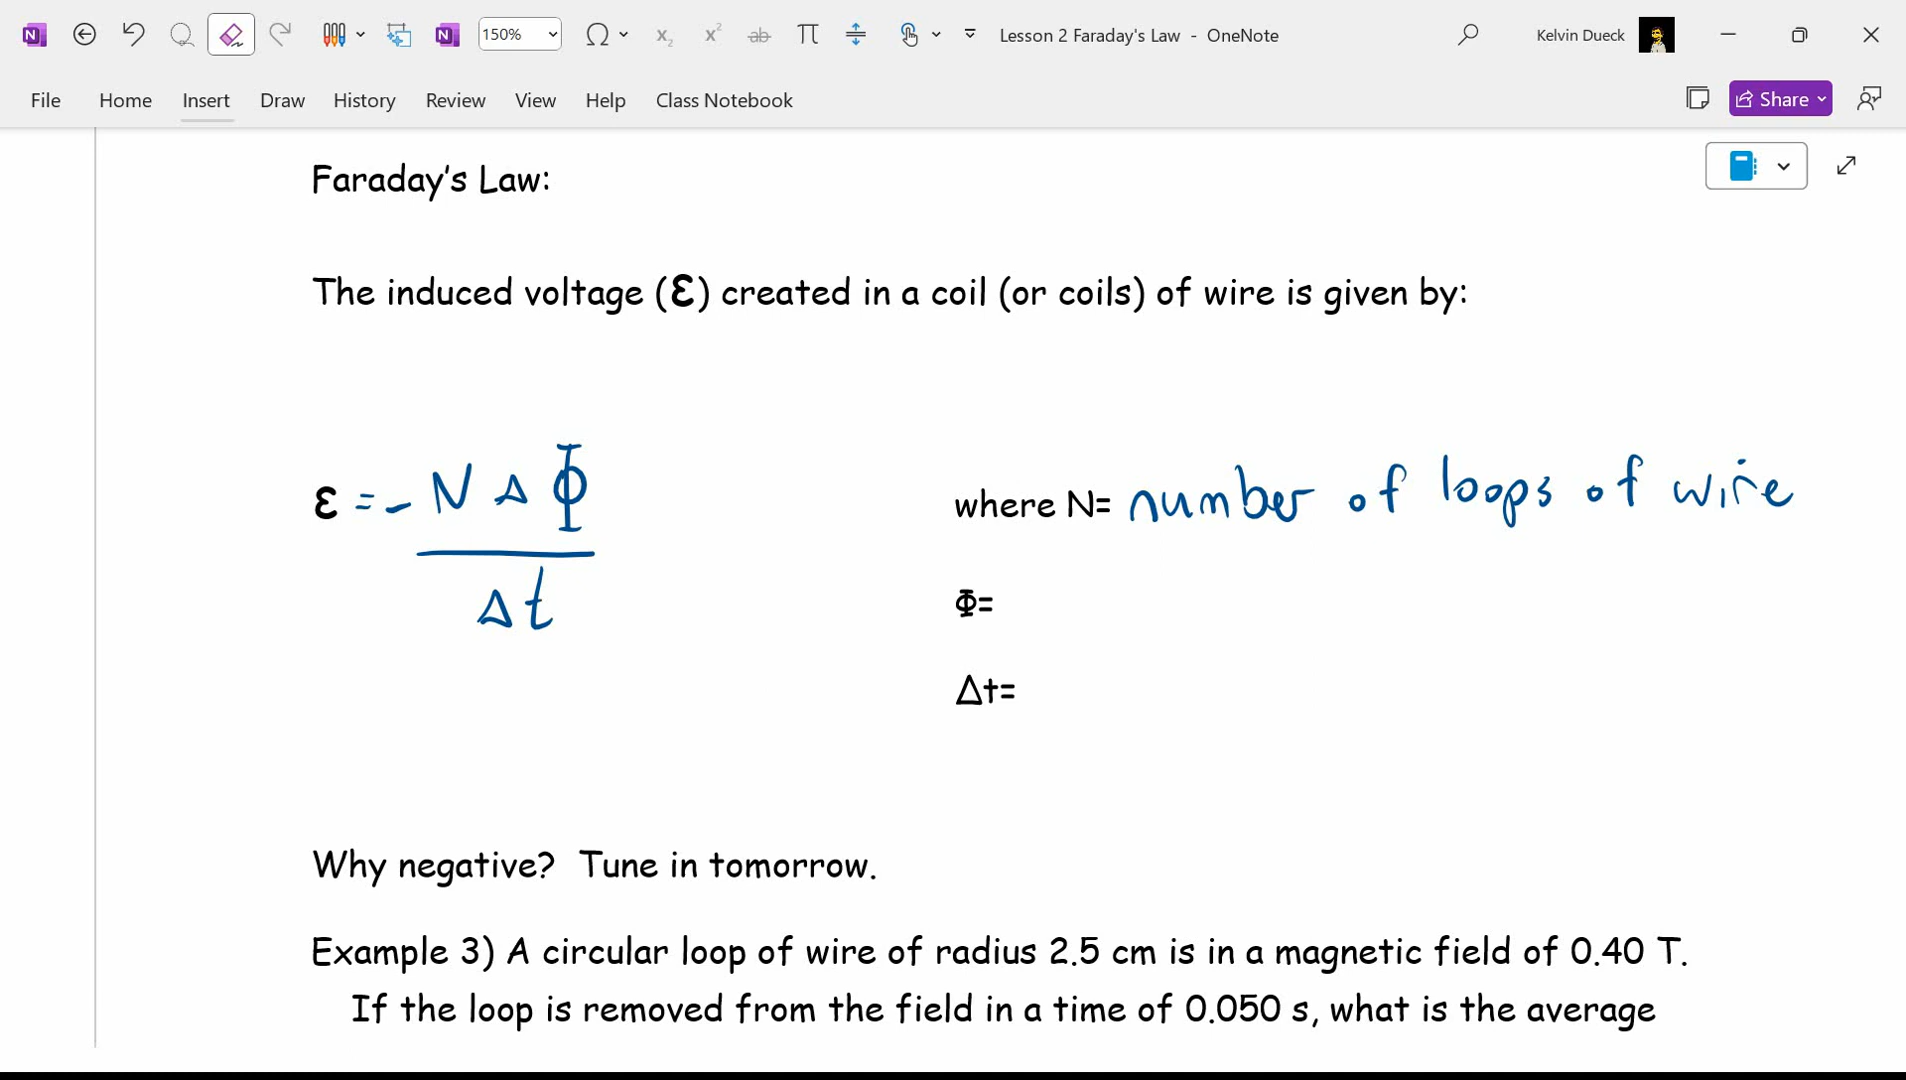 150%
Lesson 2 Faraday's Law - OneNote
Kelvin Dueck
File Home Insert Draw History Review View Help Class Notebook
Share
Faraday's Law:
The induced voltage (Ɛ) created in a coil (or coils) of wire is given by:
Ɛ = - N Δ Φ
Δt
where N= number of loops of wire
Φ=
Δt=
Why negative? Tune in tomorrow.
Example 3) A circular loop of wire of radius 2.5 cm is in a magnetic field of 0.40 T.
If the loop is removed from the field in a time of 0.050 s, what is the average